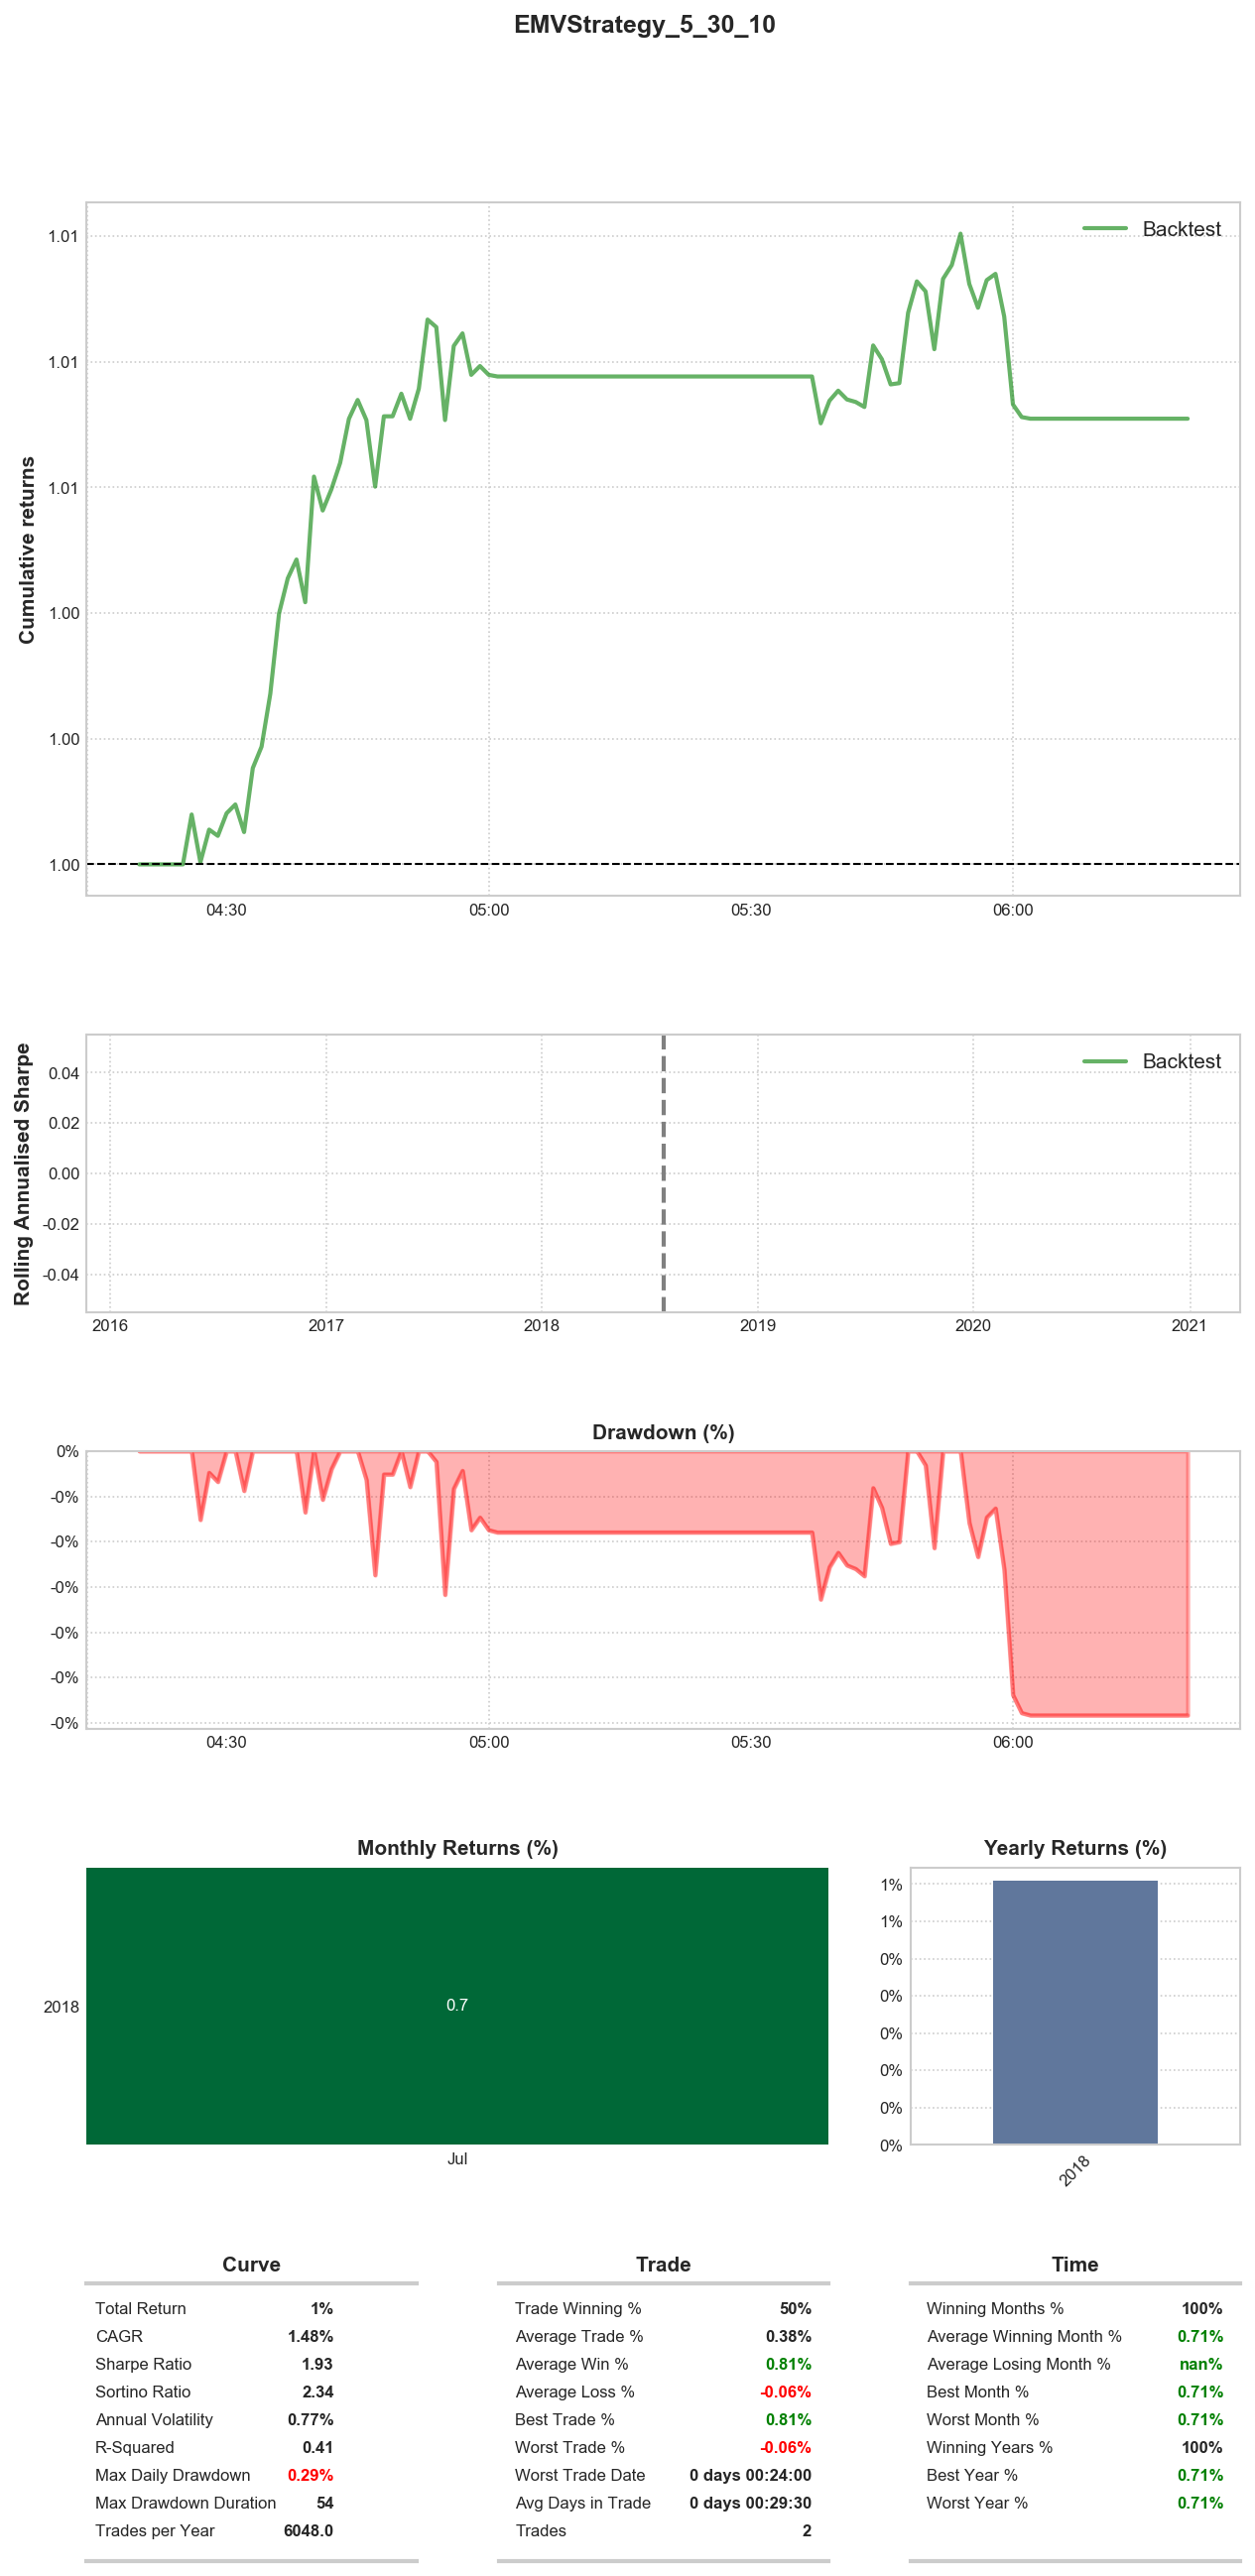 EMVStrategy_5_30_10
Cumulative returns
1.01
1.01
1.01
1.00
1.00
1.00
Backtest
04:30 05:00 05:30 06:00
Rolling Annualised Sharpe
0.04
0.02
0.00
-0.02
-0.04
Backtest
2016 2017 2018 2019 2020 2021
Drawdown (%)
0%
-0%
-0%
-0%
-0%
-0%
-0%
04:30 05:00 05:30 06:00
Monthly Returns (%)
2018
0.7
Jul
Yearly Returns (%)
1%
1%
0%
0%
0%
0%
0%
0%
2018
Curve
Total Return 1%
CAGR 1.48%
Sharpe Ratio 1.93
Sortino Ratio 2.34
Annual Volatility 0.77%
R-Squared 0.41
Max Daily Drawdown 0.29%
Max Drawdown Duration 54
Trades per Year 6048.0
Trade
Trade Winning % 50%
Average Trade % 0.38%
Average Win % 0.81%
Average Loss % -0.06%
Best Trade % 0.81%
Worst Trade % -0.06%
Worst Trade Date 0 days 00:24:00
Avg Days in Trade 0 days 00:29:30
Trades 2
Time
Winning Months % 100%
Average Winning Month % 0.71%
Average Losing Month % nan%
Best Month % 0.71%
Worst Month % 0.71%
Winning Years % 100%
Best Year % 0.71%
Worst Year % 0.71%